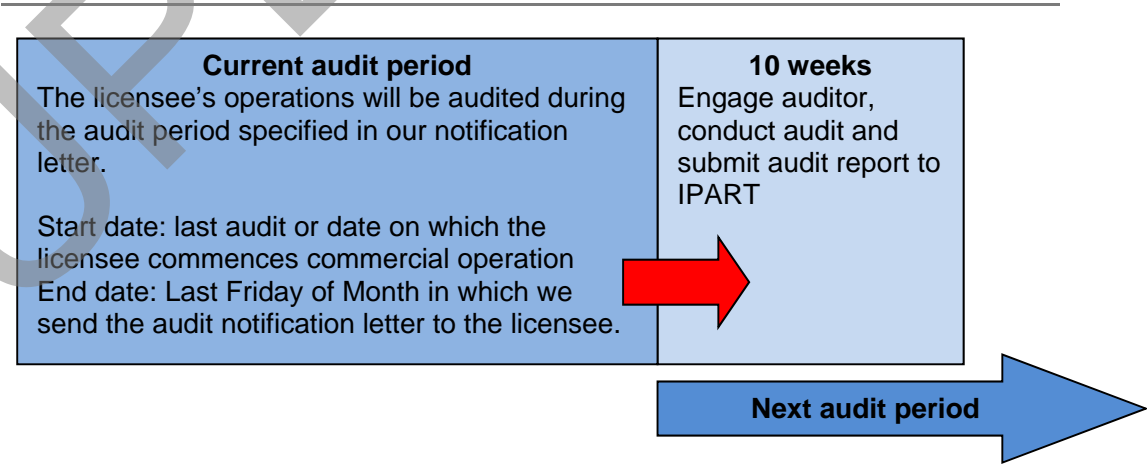 Current audit period
The licensee's operations will be audited during
the audit period specified in our notification
letter.
Start date: last audit or date on which the
licensee commences commercial operation
End date: Last Friday of Month in which we
send the audit notification letter to the licensee.
10 weeks
Engage auditor,
conduct audit and
submit audit report to
IPART
Next audit period